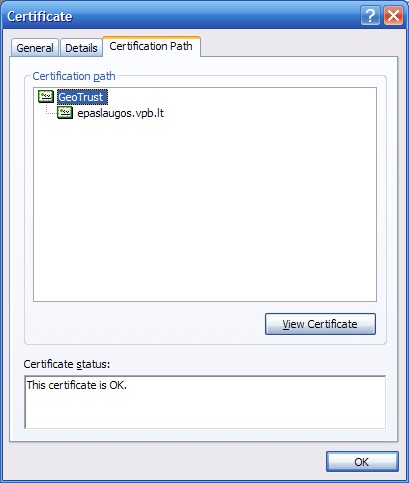 Certificate
General Details Certification Path
Certification path
GeoTrust
epaslaugos.vpb.lt
View Certificate
Certificate status:
This certificate is OK.
OK